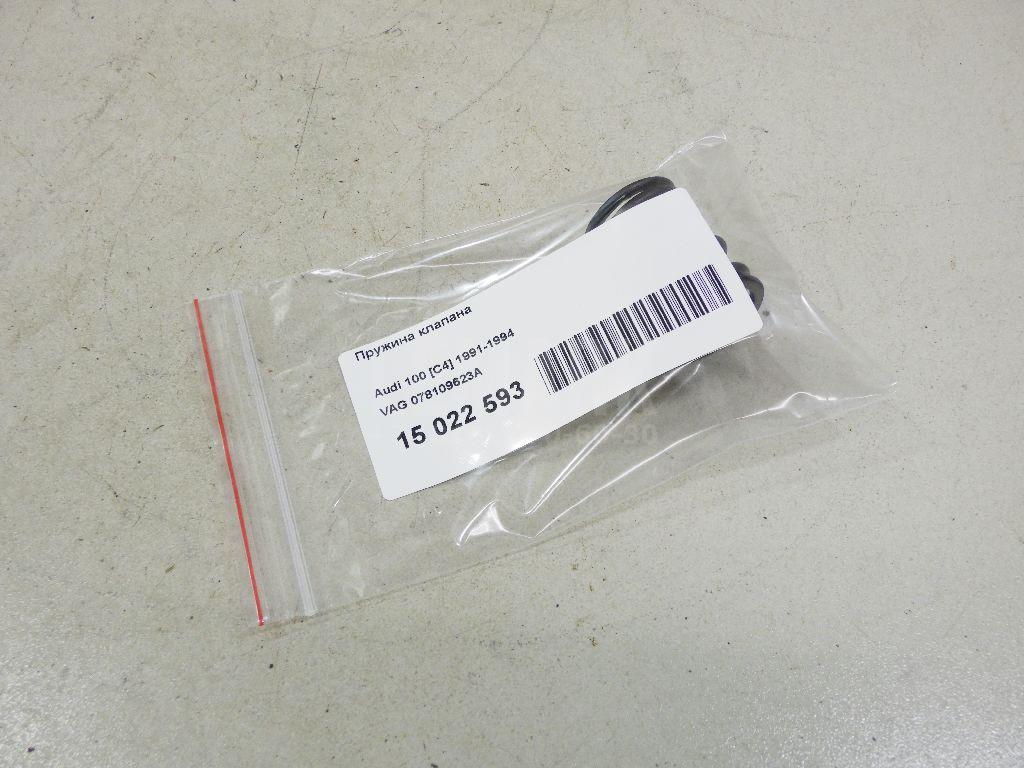 Пружина клапана
Audi 100 [C4] 1991-1994
VAG 078109623A
15 022 593